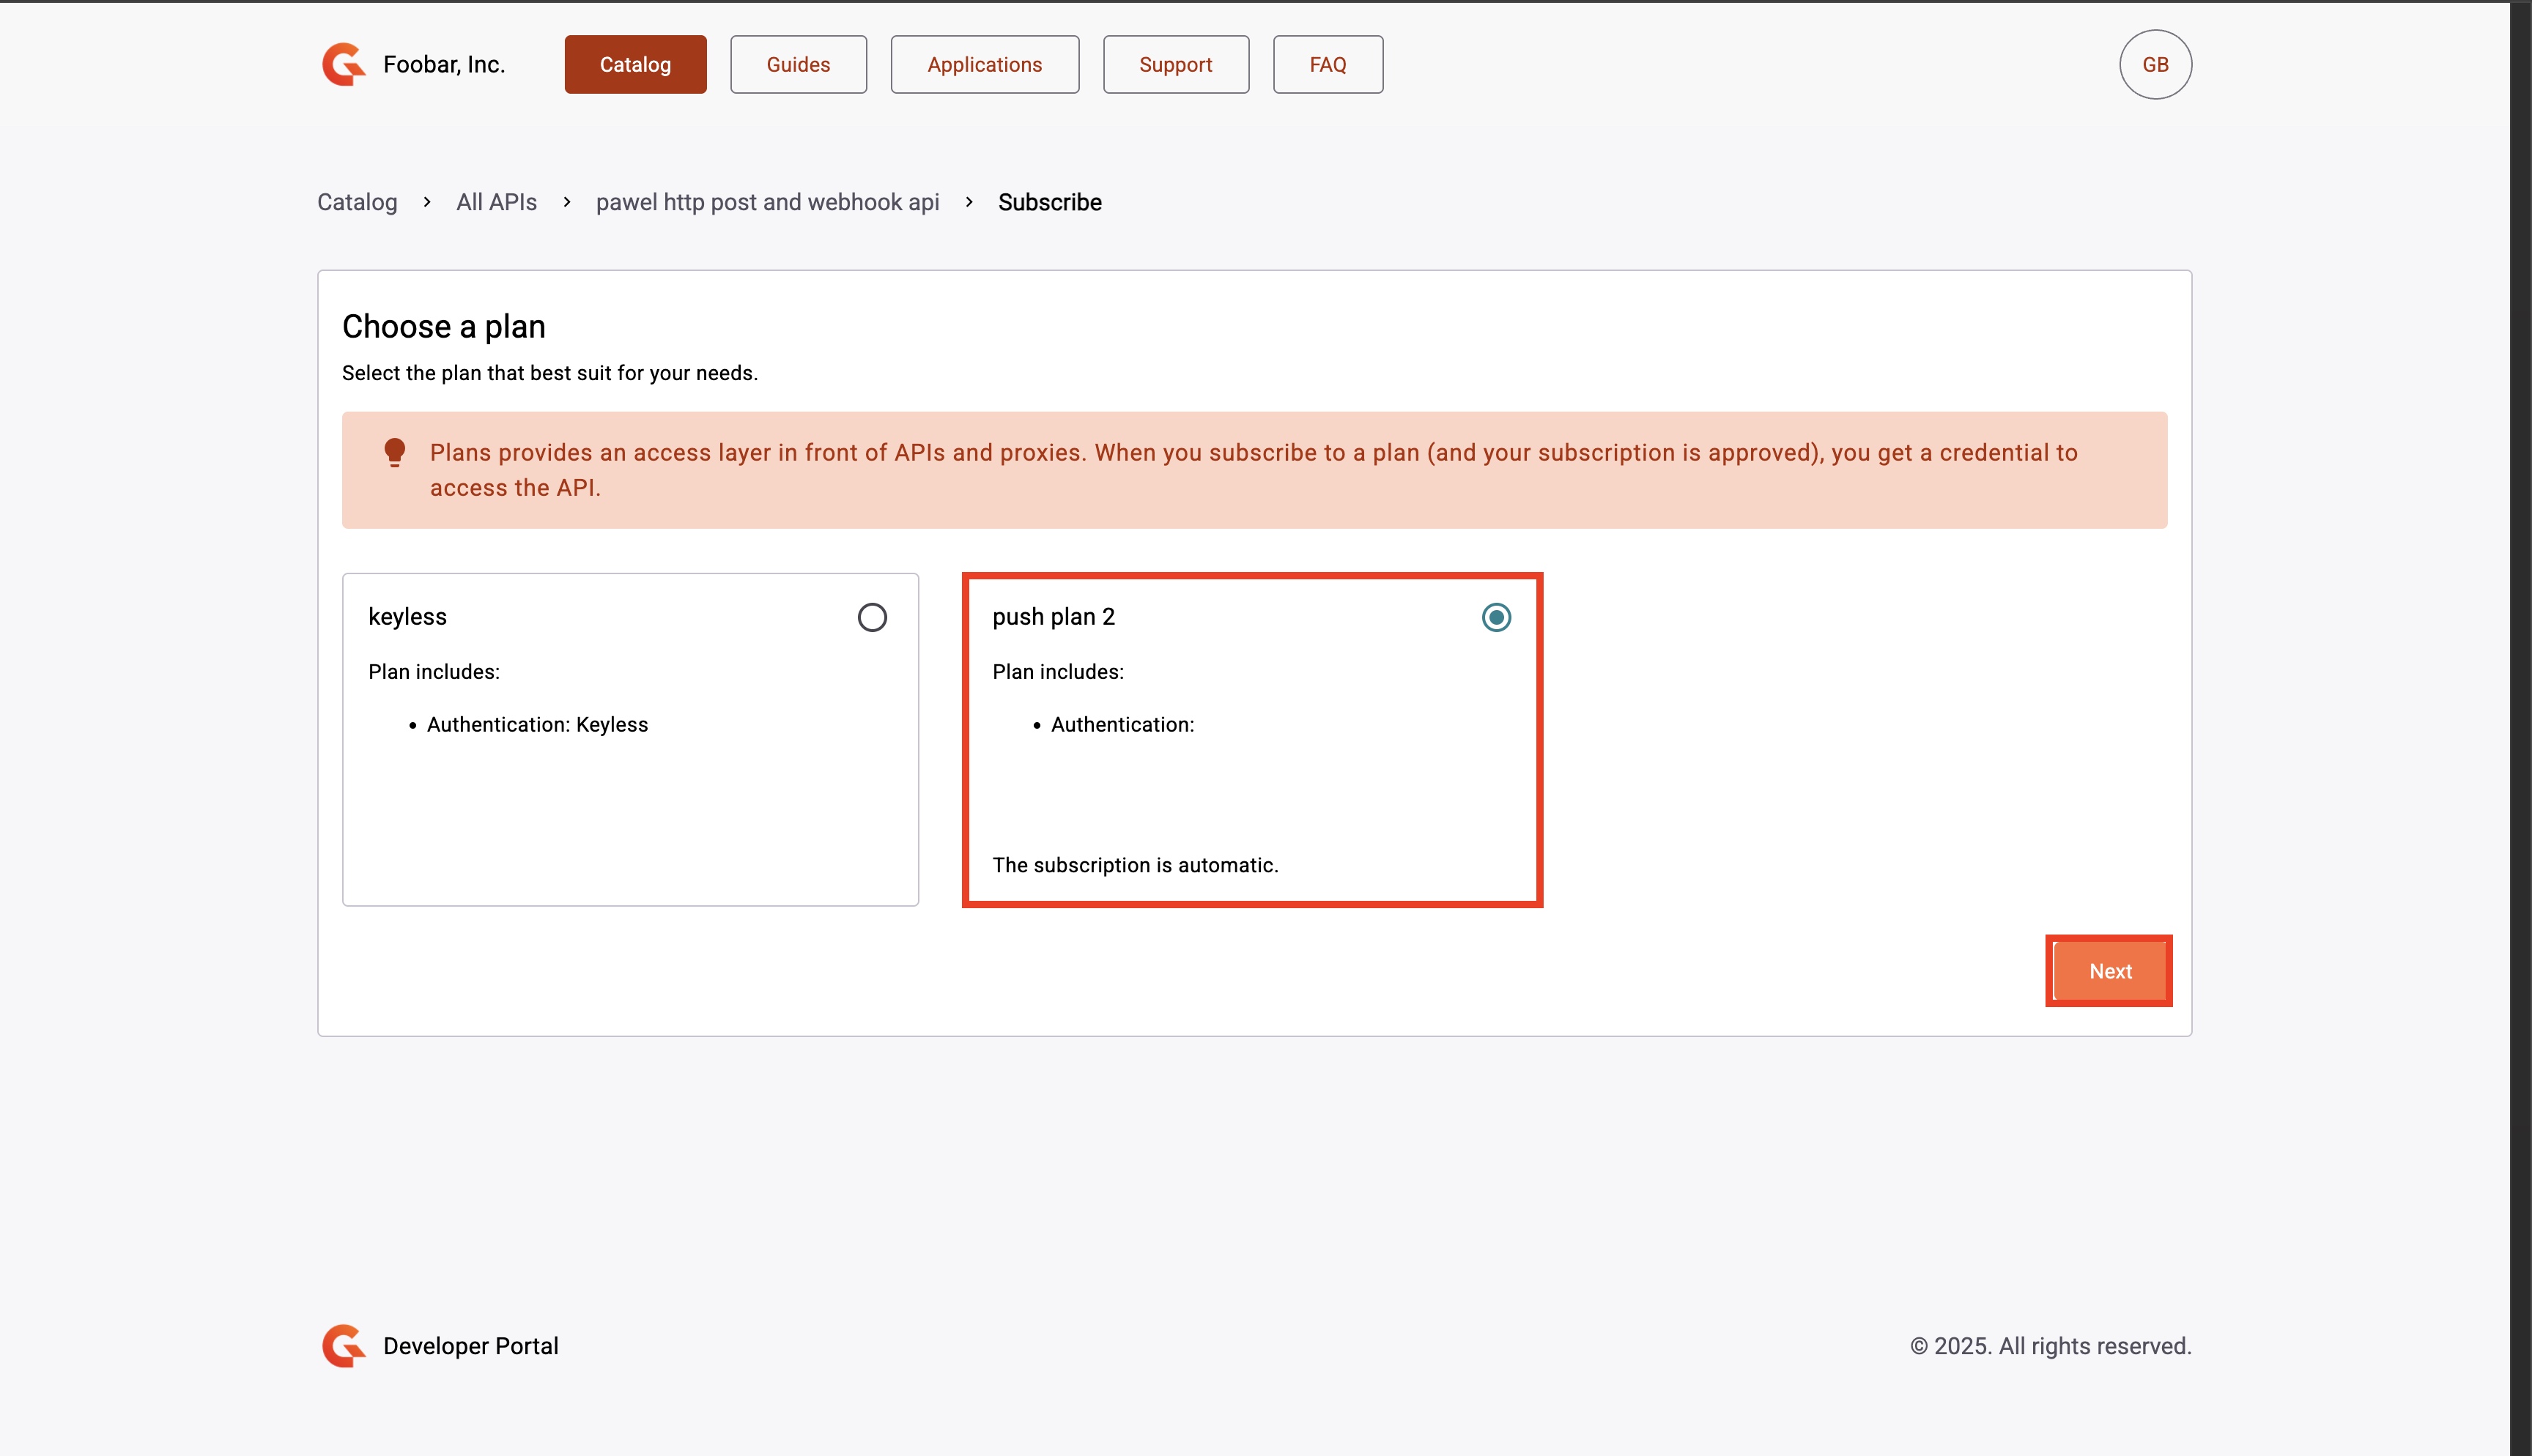 Foobar, Inc.
Catalog
Guides
Applications
Support
FAQ
GB
Catalog > All APIs > pawel http post and webhook api > Subscribe
Choose a plan
Select the plan that best suit for your needs.
Plans provides an access layer in front of APIs and proxies. When you subscribe to a plan (and your subscription is approved), you get a credential to
access the API.
keyless
Plan includes:
• Authentication: Keyless
push plan 2
Plan includes:
• Authentication:
The subscription is automatic.
Next
Developer Portal
© 2025. All rights reserved.